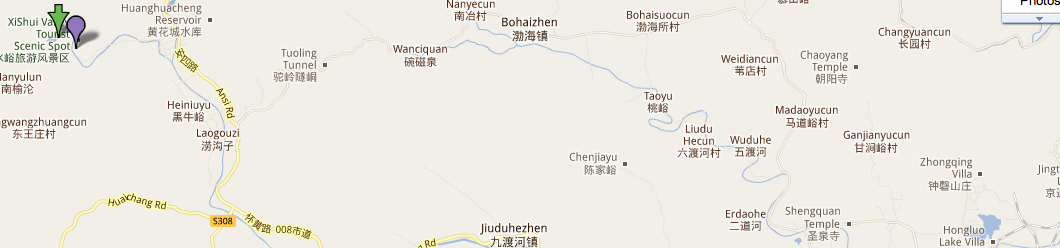 Photos
XiShui Va
Tourist
Scenic Spot
峪旅游风景区
Huanghuacheng
Reservoir
黄花城水库
Nanyecun
南冶村
Bohaizhen
渤海镇
Bohaisuocun
渤海所村
Changyuancun
长园村
Wanciquan
碗磁泉
Tuoling
Tunnel
驼岭隧峒
Weidiancun
苇店村
Chaoyang
Temple
朝阳寺
安四路
Ansi Rd
Hanyulun
南榆沦
Heiniuyu
黑牛峪
Taoyu
桃峪
Madaoyucun
马道峪村
ngwangzhuangcun
东王庄村
Laogouzi
涝沟子
Liudu
Hecun
六渡河村
Wuduhe
五渡河
Ganjianyucun
甘涧峪村
Chenjiayu
陈家峪
Zhongqing
Villa
钟磬山庄
Jingt
京
Huaichang Rd
S308
怀黄路 008市道
Jiuduhezhen
九渡河镇
Rd
Erdaohe
二道河
Shengquan
Temple
圣泉寺
Hongluo
Lake Villa